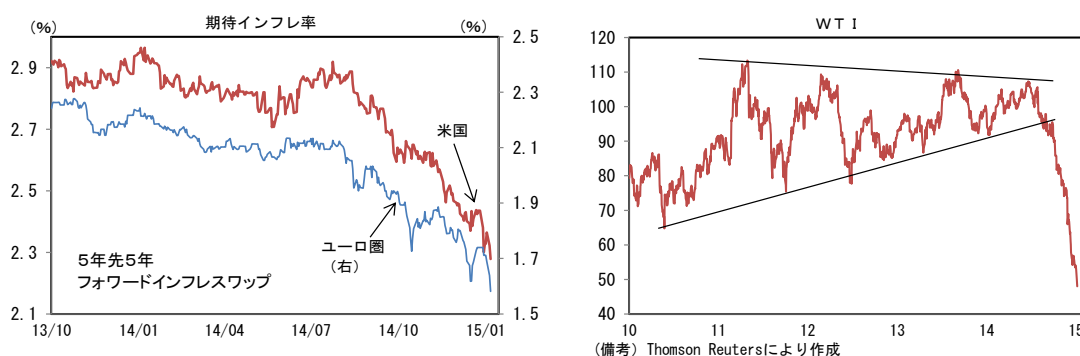 期待インフレ率
(%)
(%)
2.9
2.7
2.5
2.3
2.1
2.5
2.3
2.1
1.9
1.7
1.5
米国
ユーロ圏
(右)
5年先5年
フォワードインフレスワップ
13/10 14/01 14/04 14/07 14/10 15/01
WTI
120
110
100
90
80
70
60
50
40
10 11 12 13 14 15
(備考) Thomson Reutersにより作成